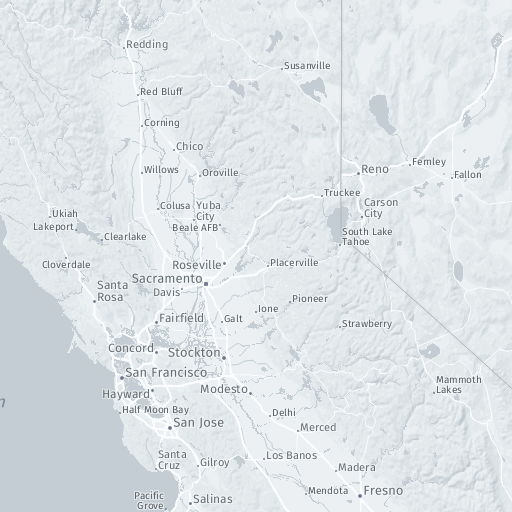 Redding
Susanville
Red Bluff
Corning
Chico
Reno
Fernley
Willows
Oroville
Fallon
Truckee
Colusa
Yuba
City
Carson
City
Ukiah
Lakeport
Beale AFB
Clearlake
South Lake
Tahoe
Cloverdale
Roseville
Placerville
Sacramento
Santa
Rosa
Davis
Pioneer
Ione
Fairfield
Galt
Strawberry
Concord
Stockton
San Francisco
Mammoth
Lakes
Hayward
Modesto
Half Moon Bay
Delhi
San Jose
Merced
Santa
Cruz
Gilroy
Los Banos
Madera
Pacific
Grove
Salinas
Mendota
Fresno